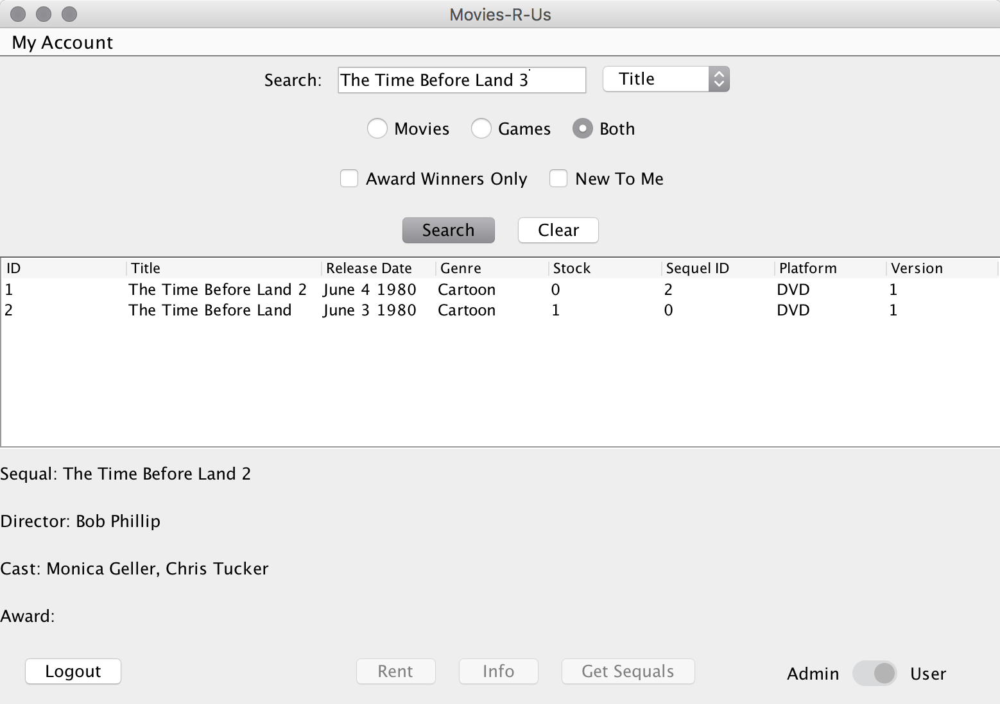 Movies-R-Us
My Account
Search: The Time Before Land 3 Title
Movies Games Both
Award Winners Only New To Me
Search Clear
ID Title Release Date Genre Stock Sequel ID Platform Version
1 The Time Before Land 2 June 4 1980 Cartoon 0 2 DVD 1
2 The Time Before Land June 3 1980 Cartoon 1 0 DVD 1
Sequal: The Time Before Land 2
Director: Bob Phillip
Cast: Monica Geller, Chris Tucker
Award:
Logout Rent Info Get Sequals Admin User